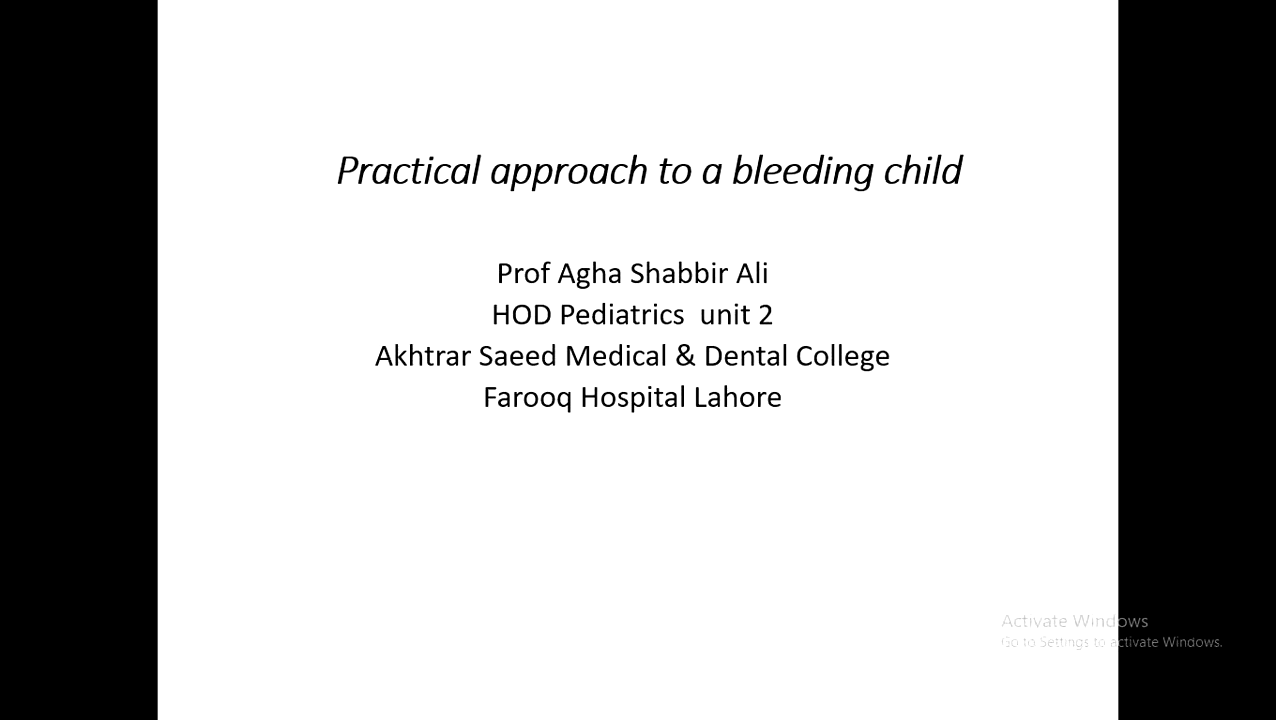 Practical approach to a bleeding child
Prof Agha Shabbir Ali
HOD Pediatrics unit 2
Akhtrar Saeed Medical & Dental College
Farooq Hospital Lahore
Activate Windows
Go to Settings to activate Windows.